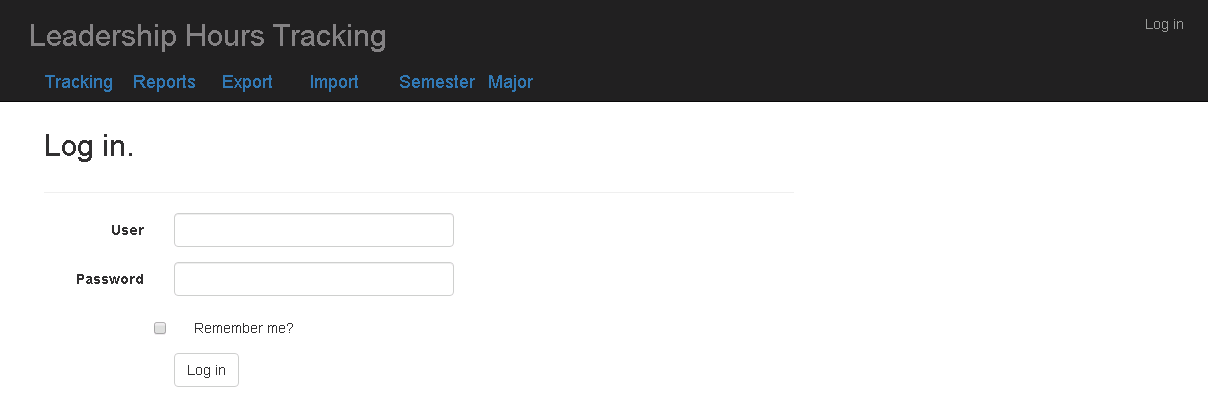 Leadership Hours Tracking
Log in
Tracking Reports Export Import Semester Major
Log in.
User
Password
Remember me?
Log in